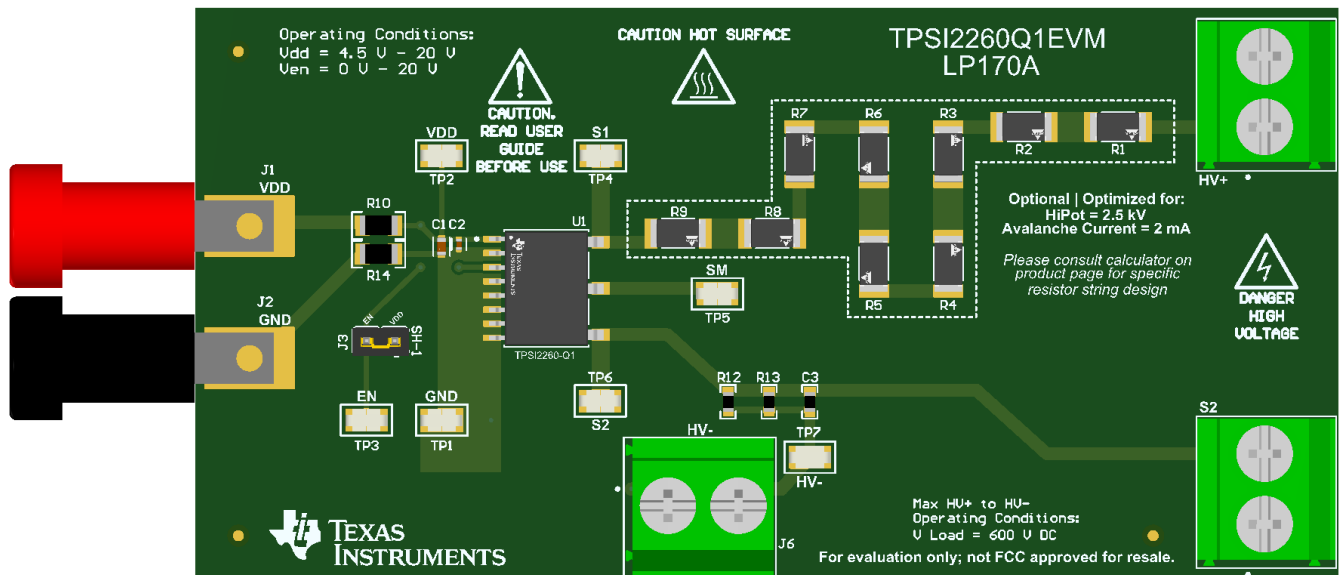 Operating Conditions:
Vdd = 4.5 V - 20 V
Ven = 0 V - 20 V
CAUTION.
READ USER
GUIDE
BEFORE USE
CAUTION HOT SURFACE
TPSI2260Q1EVM
LP170A
HV+
J1
VDD
J2
GND
R10
R14
VDD
TP2
C1
C2
S1
TP4
U1
TEXAS
INSTRUMENTS
TPSI2260-Q1
EN
VDD
J3
SH-1
EN
TP3
GND
TP1
TP6
S2
SM
TP5
R9
R8
R7
R6
R3
R2
R1
R5
R4
Optional | Optimized for:
HiPot = 2.5 kV
Avalanche Current = 2 mA
Please consult calculator on
product page for specific
resistor string design
DANGER
HIGH
VOLTAGE
R12
R13
C3
TP7
HV-
HV-
J6
S2
TEXAS
INSTRUMENTS
Max HV+ to HV-
Operating Conditions:
V Load = 600 V DC
For evaluation only; not FCC approved for resale.